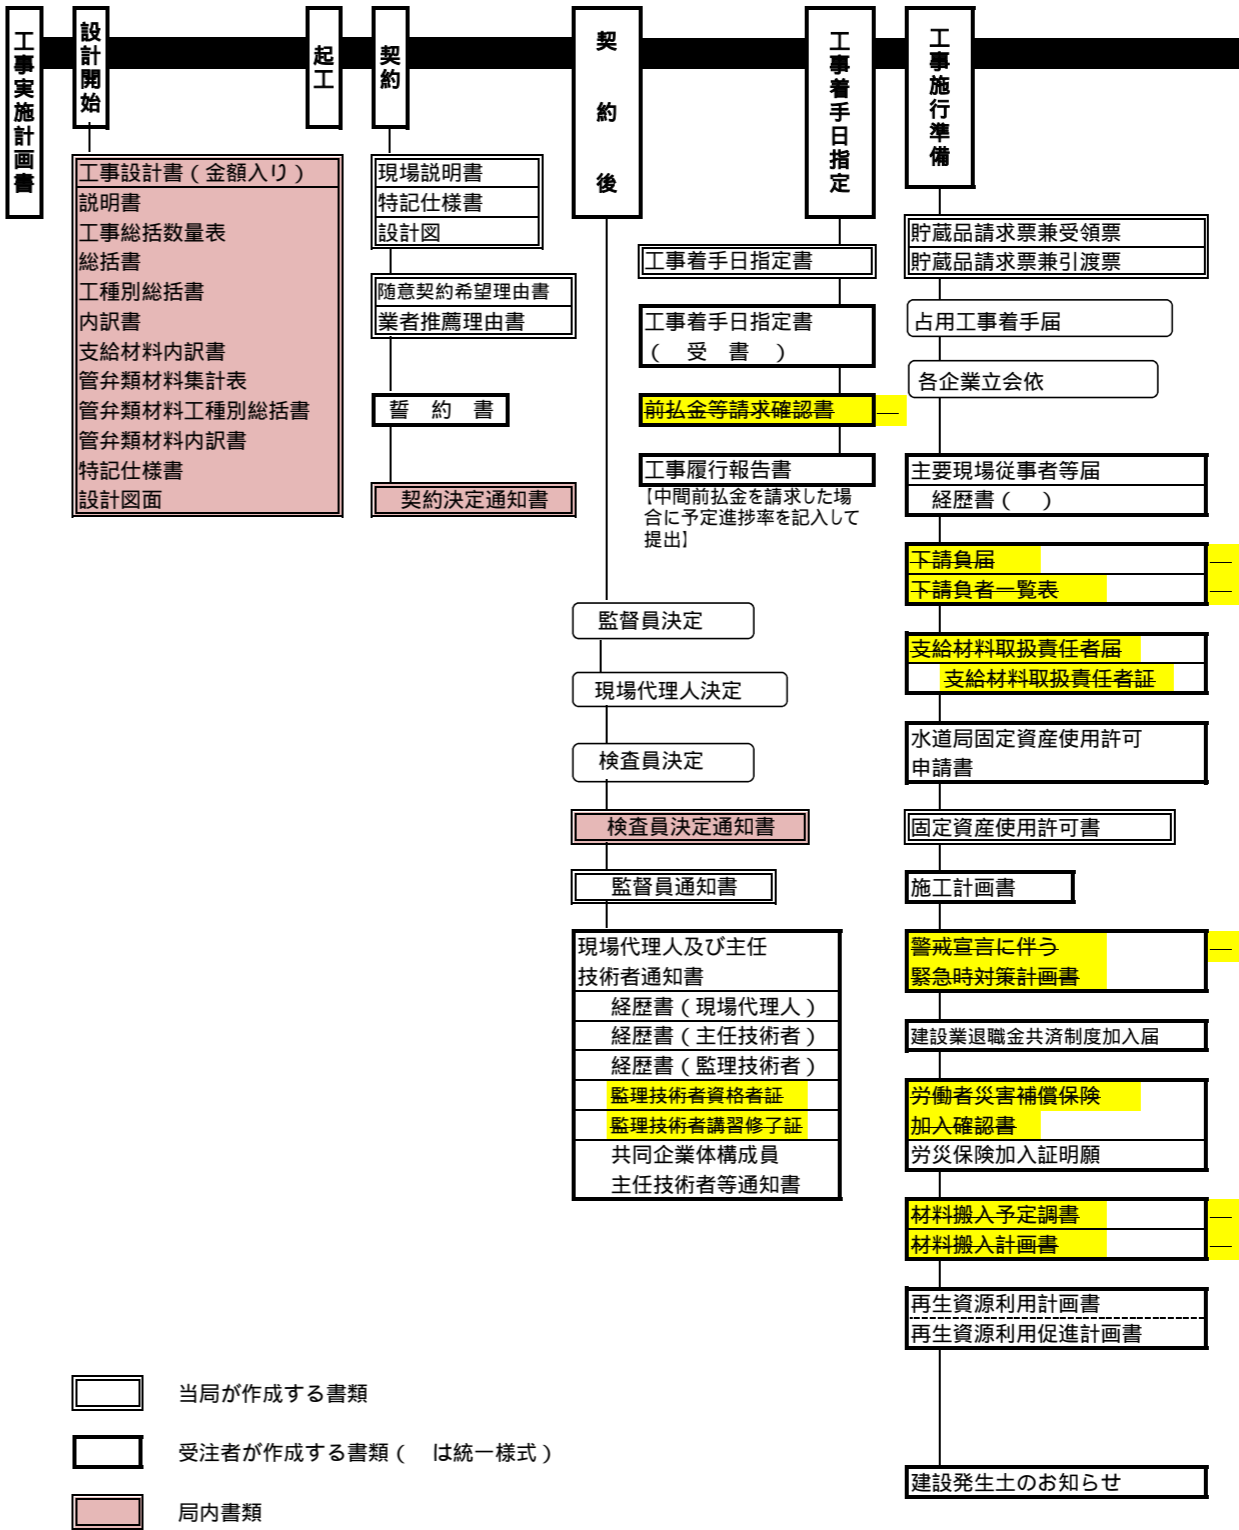 工事実施計画書
設計開始
起工
契約
契約後
工事着手日指定
工事施行準備
工事設計書（金額入り）
説明書
工事総括数量表
総括書
工種別総括書
内訳書
支給材料内訳書
管弁類材料集計表
管弁類材料工種別総括書
管弁類材料内訳書
特記仕様書
設計図面
現場説明書
特記仕様書
設計図
随意契約希望理由書
業者推薦理由書
誓　約　書
契約決定通知書
監督員決定
現場代理人決定
検査員決定
検査員決定通知書
監督員通知書
現場代理人及び主任
技術者通知書
経歴書（現場代理人）
経歴書（主任技術者）
経歴書（監理技術者）
監理技術者資格者証
監理技術者講習修了証
共同企業体構成員
主任技術者等通知書
工事着手日指定書
工事着手日指定書
（　受　書　）
前払金等請求確認書
工事履行報告書
【中間前払金を請求した場
合に予定進捗率を記入して
提出】
貯蔵品請求票兼受領票
貯蔵品請求票兼引渡票
占用工事着手届
各企業立会依
主要現場従事者等届
経歴書（　）
下請負届
下請負者一覧表
支給材料取扱責任者届
支給材料取扱責任者証
水道局固定資産使用許可
申請書
固定資産使用許可書
施工計画書
警戒宣言に伴う
緊急時対策計画書
建設業退職金共済制度加入届
労働者災害補償保険
加入確認書
労災保険加入証明願
材料搬入予定調書
材料搬入計画書
再生資源利用計画書
再生資源利用促進計画書
建設発生土のお知らせ
当局が作成する書類
受注者が作成する書類（　は統一様式）
局内書類